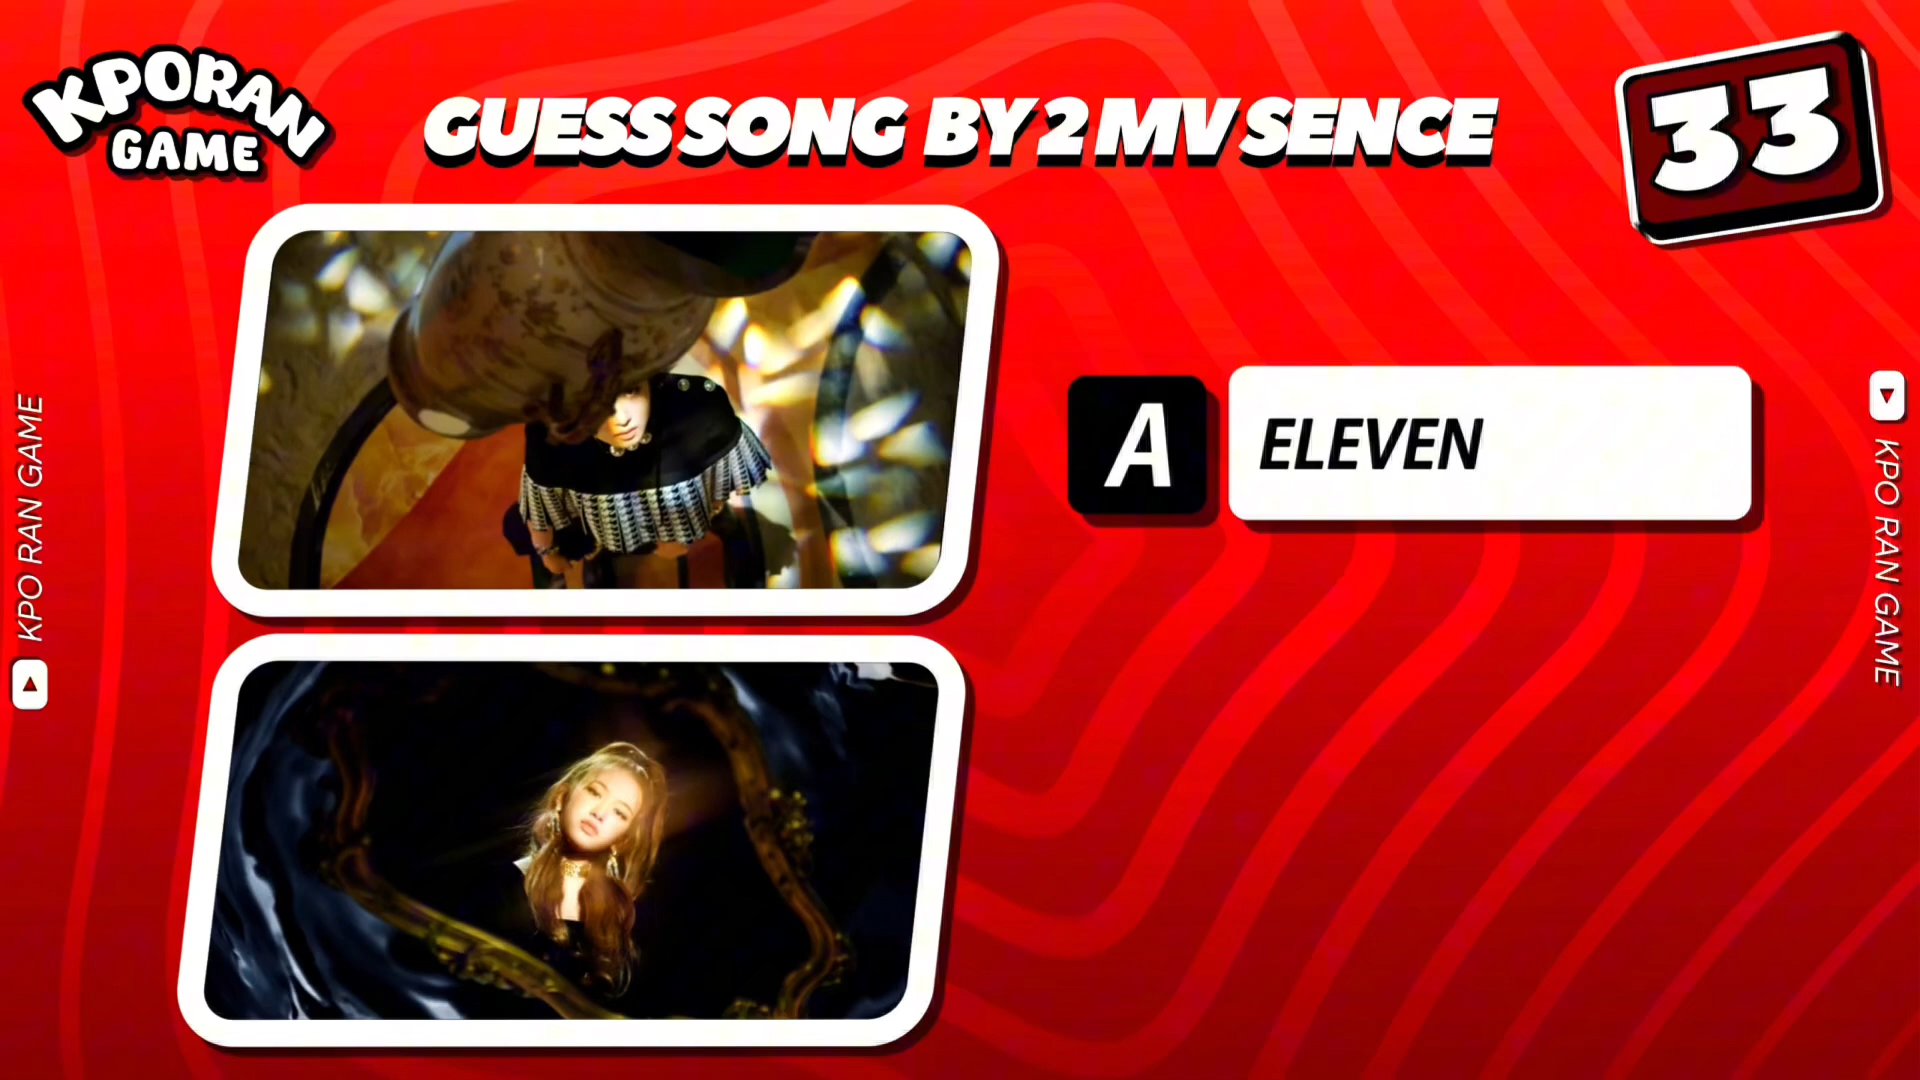 KPORAN
GAME
GUESS SONG BY 2 MV SENCE
33
A
ELEVEN
KPO RAN GAME
KPO RAN GAME